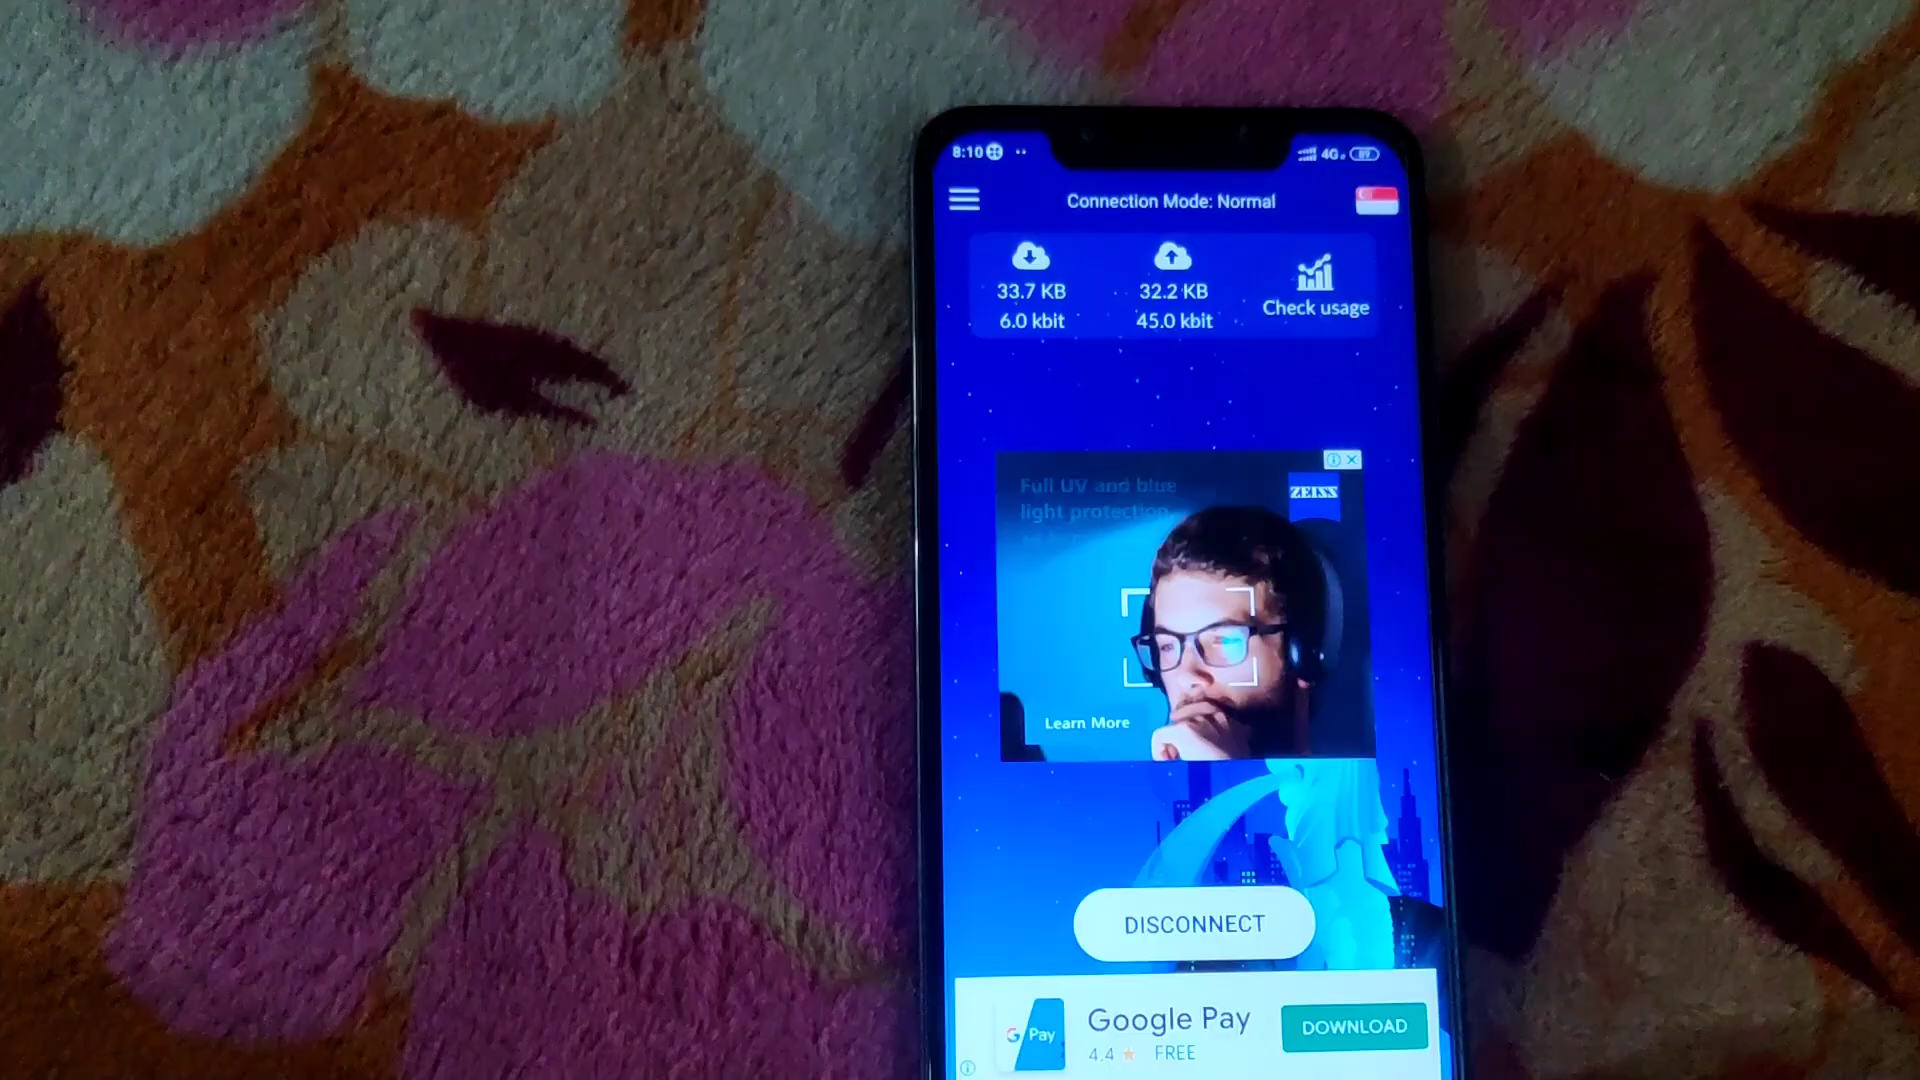 8:10
4G 89
Connection Mode: Normal
33.7 KB
6.0 kbit
32.2 KB
45.0 kbit
Check usage
Full UV and blue
light protection
ZEISS
Learn More
DISCONNECT
G Pay
Google Pay
4.4 ★ FREE
DOWNLOAD